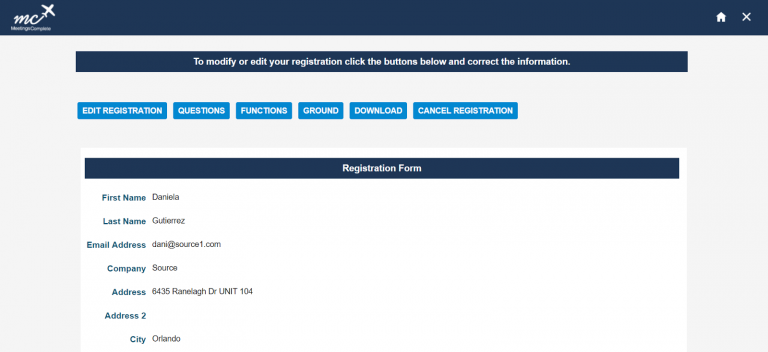 mc
MeetingsComplete
To modify or edit your registration click the buttons below and correct the information.
EDIT REGISTRATION QUESTIONS FUNCTIONS GROUND DOWNLOAD CANCEL REGISTRATION
Registration Form
First Name Daniela
Last Name Gutierrez
Email Address dani@source1.com
Company Source
Address 6435 Ranelagh Dr UNIT 104
Address 2
City Orlando